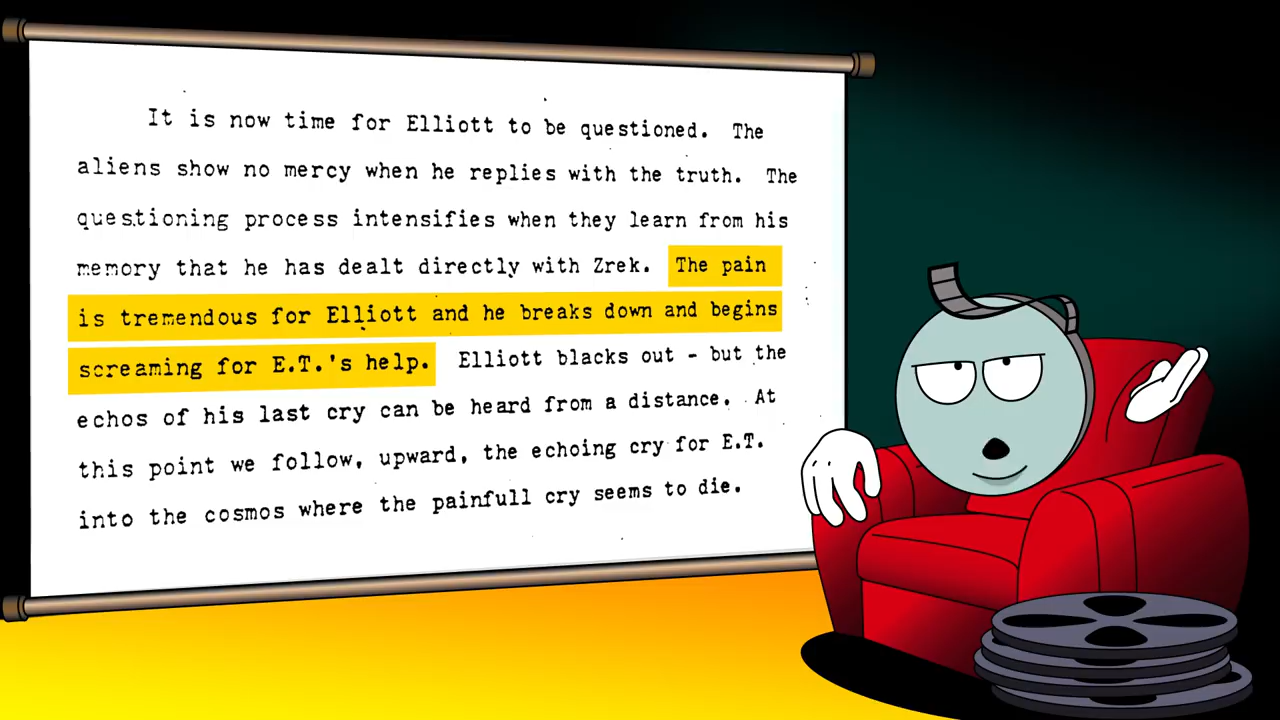 It is now time for Elliott to be questioned. The
aliens show no mercy when he replies with the truth. The
questioning process intensifies when they learn from his
memory that he has dealt directly with Zrek. The pain
is tremendous for Elliott and he breaks down and begins
screaming for E.T.'s help. Elliott blacks out - but the
echos of his last cry can be heard from a distance. At
this point we follow, upward, the echoing cry for E.T.
into the cosmos where the painfull cry seems to die.